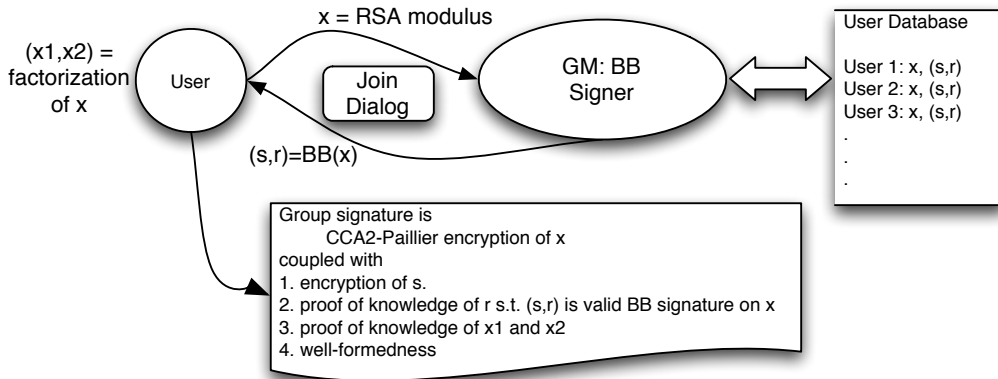 x = RSA modulus
(x1,x2) =
factorization
of x
User
Join
Dialog
GM: BB
Signer
(s,r)=BB(x)
User Database
User 1: x, (s,r)
User 2: x, (s,r)
User 3: x, (s,r)
.
.
.
Group signature is
CCA2-Paillier encryption of x
coupled with
1. encryption of s.
2. proof of knowledge of r s.t. (s,r) is valid BB signature on x
3. proof of knowledge of x1 and x2
4. well-formedness